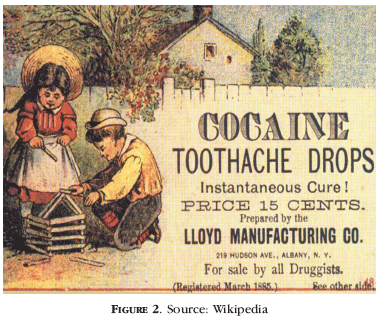 COCAINE
TOOTHACHE DROPS
Instantaneous Cure!
PRICE 15 CENTS.
Prepared by the
LLOYD MANUFACTURING CO.
219 HUDSON AVE., ALBANY, N. Y.
For sale by all Druggists.
(Registered March 1885.) See other side.
FIGURE 2. Source: Wikipedia